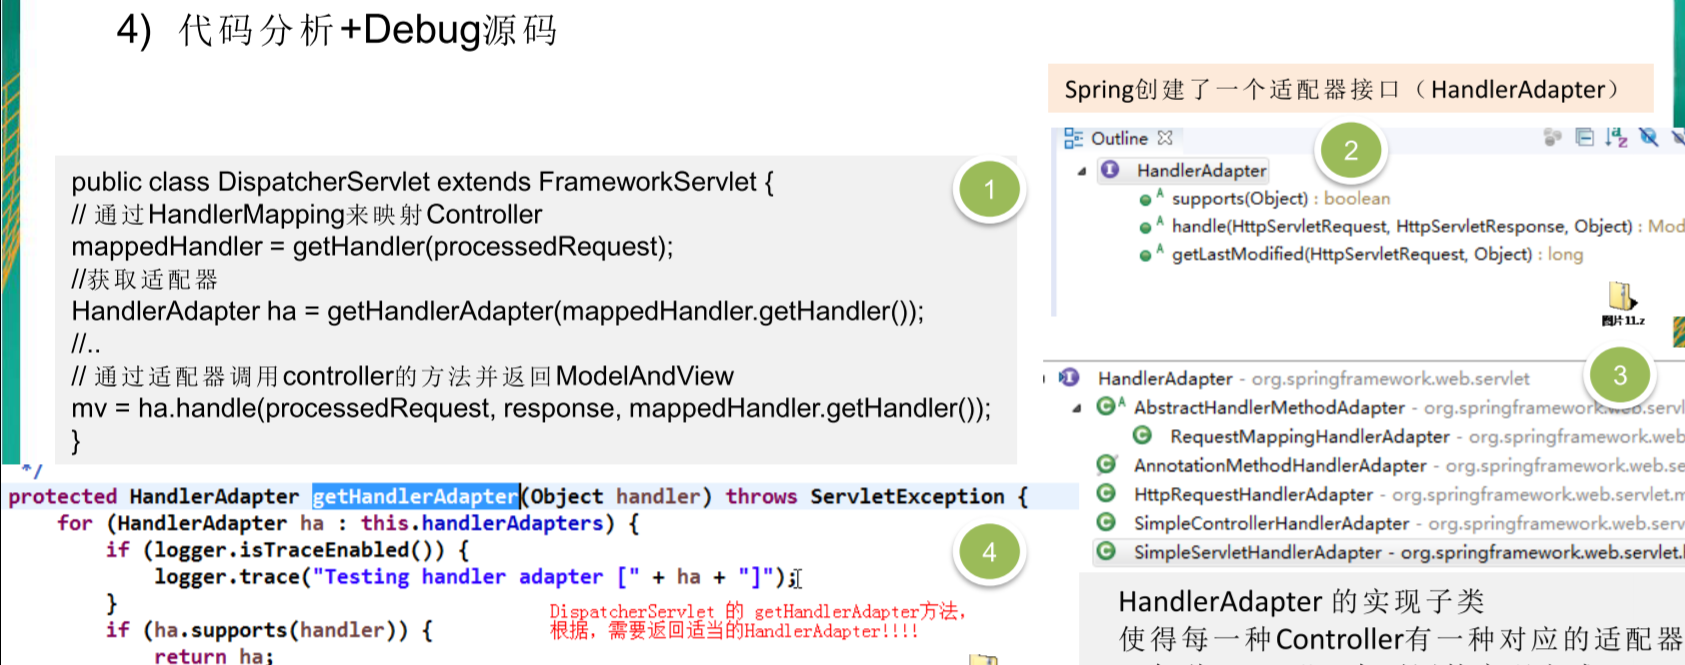 4) 代码分析+Debug源码
public class DispatcherServlet extends FrameworkServlet {
// 通过HandlerMapping来映射Controller
mappedHandler = getHandler(processedRequest);
//获取适配器
HandlerAdapter ha = getHandlerAdapter(mappedHandler.getHandler());
//..
// 通过适配器调用controller的方法并返回ModelAndView
mv = ha.handle(processedRequest, response, mappedHandler.getHandler());
}
1
Spring创建了一个适配器接口（HandlerAdapter）
Outline
2
HandlerAdapter
supports(Object) : boolean
handle(HttpServletRequest, HttpServletResponse, Object) : Mod
getLastModified(HttpServletRequest, Object) : long
图片11.z
3
HandlerAdapter - org.springframework.web.servlet
AbstractHandlerMethodAdapter - org.springframework.web.servl
RequestMappingHandlerAdapter - org.springframework.web
AnnotationMethodHandlerAdapter - org.springframework.web.se
HttpRequestHandlerAdapter - org.springframework.web.servlet.m
SimpleControllerHandlerAdapter - org.springframework.web.serv
SimpleServletHandlerAdapter - org.springframework.web.servlet.
HandlerAdapter 的实现子类
使得每一种Controller有一种对应的适配器
*/
protected HandlerAdapter getHandlerAdapter(Object handler) throws ServletException {
for (HandlerAdapter ha : this.handlerAdapters) {
if (logger.isTraceEnabled()) {
logger.trace("Testing handler adapter [" + ha + "]");
}
if (ha.supports(handler)) {
return ha;
4
DispatcherServlet 的 getHandlerAdapter方法，
根据，需要返回适当的HandlerAdapter!!!!